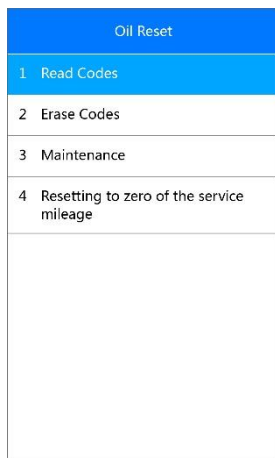 Oil Reset
1 Read Codes
2 Erase Codes
3 Maintenance
4 Resetting to zero of the service
mileage